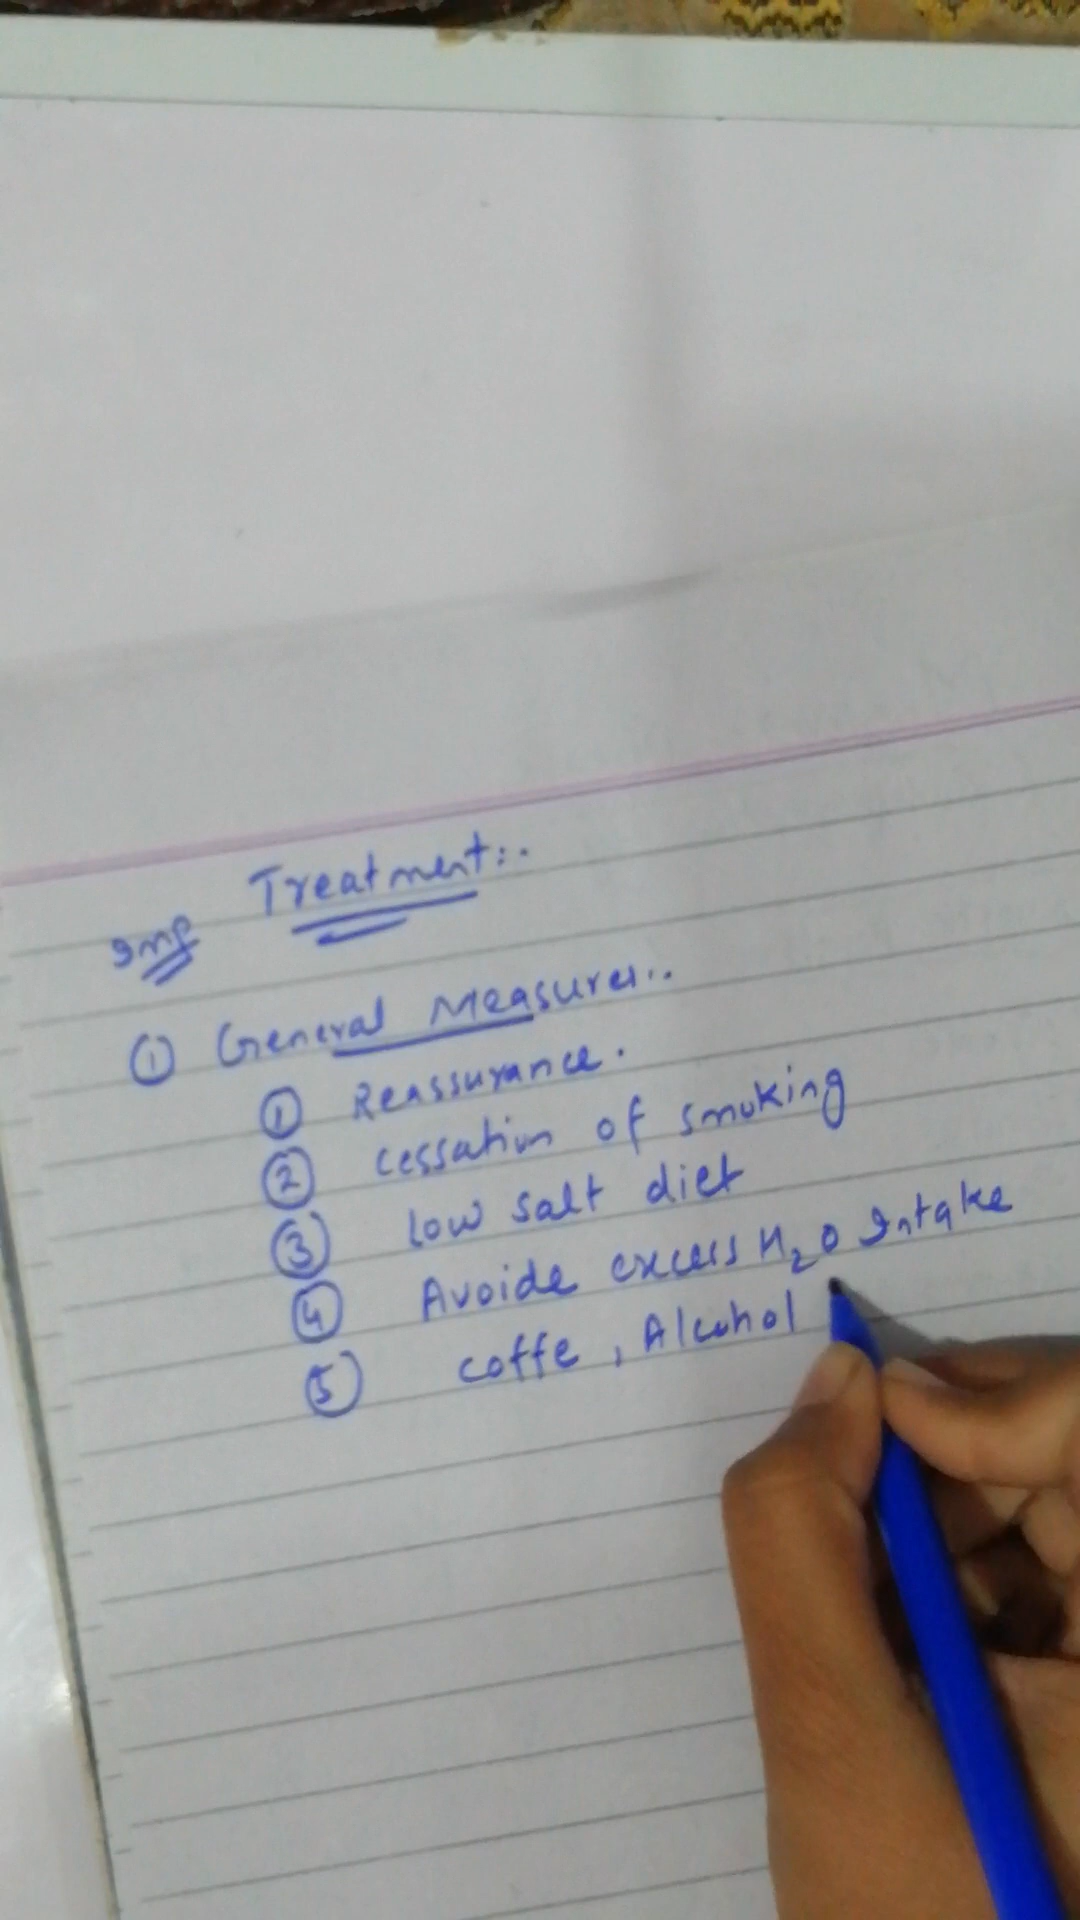 Treatment:.
Imp
① General Measures:.
① Reassurance.
② cessation of smoking
③ low salt diet
④ Avoide excess H₂O Intake
⑤ coffe, Alcohol